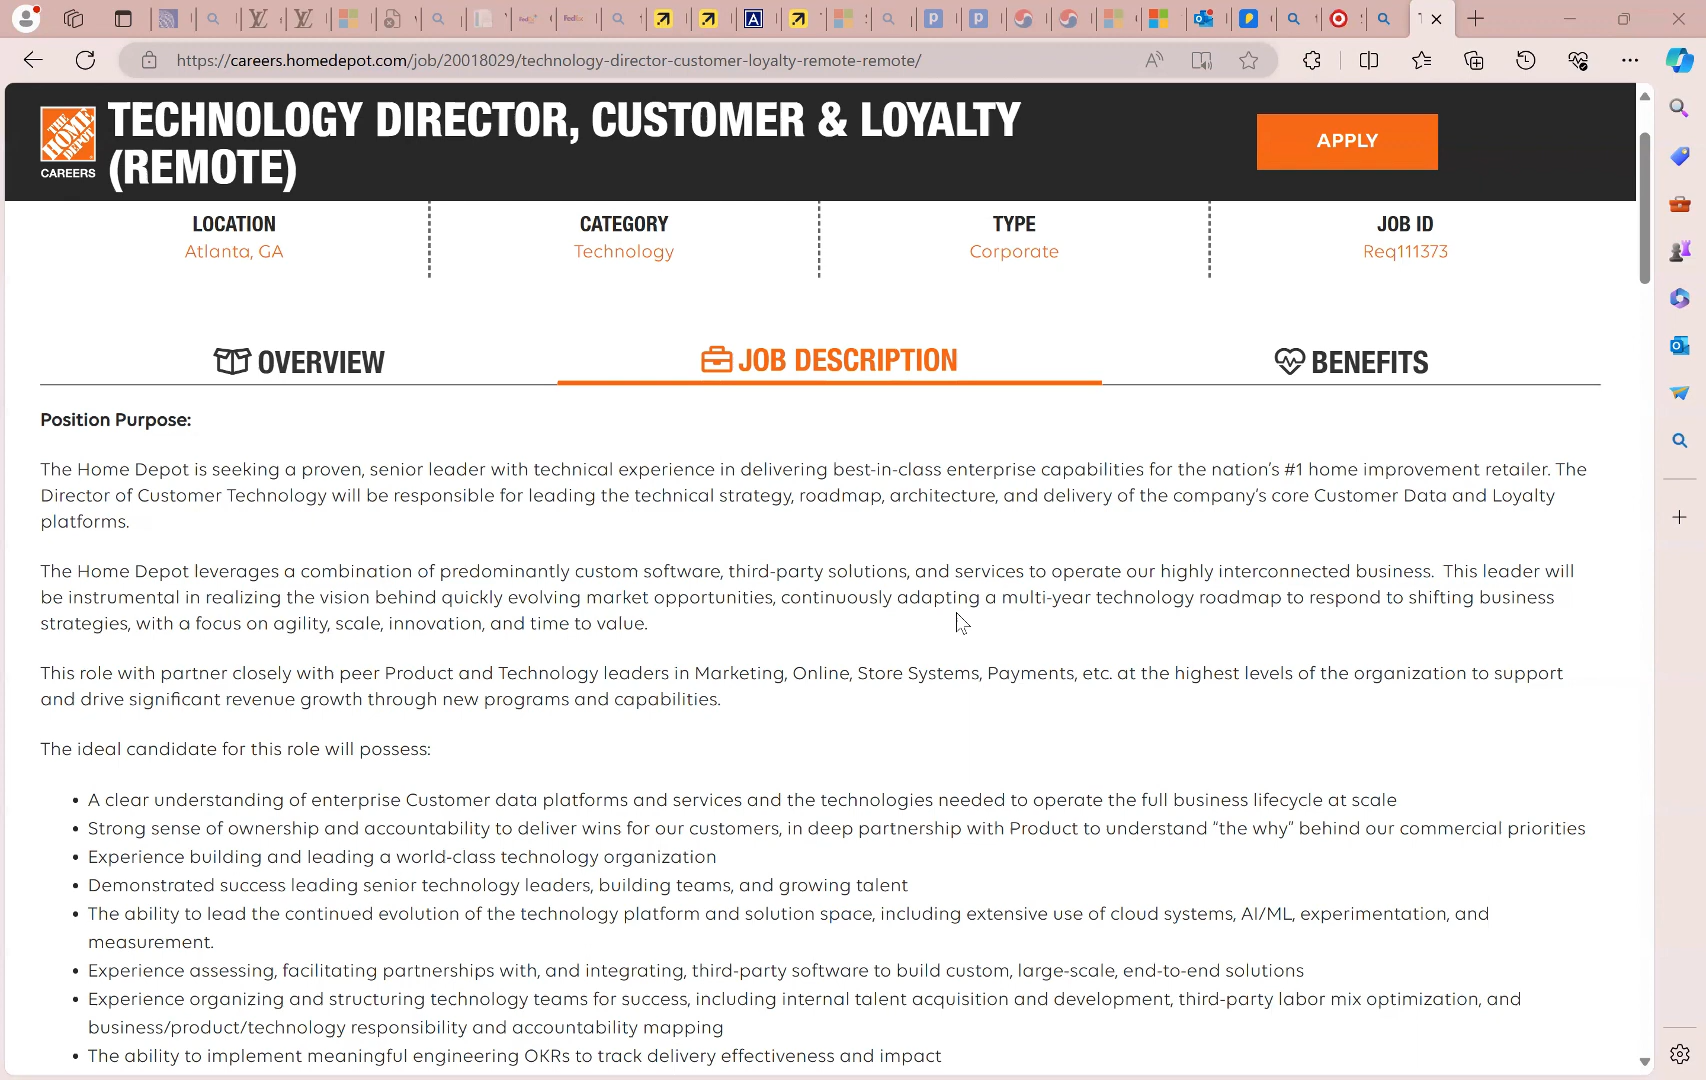 https://careers.homedepot.com/job/20018029/technology-director-customer-loyalty-remote-remote/
THE HOME DEPOT
CAREERS
TECHNOLOGY DIRECTOR, CUSTOMER & LOYALTY
(REMOTE)
APPLY
LOCATION
Atlanta, GA
CATEGORY
Technology
TYPE
Corporate
JOB ID
Req111373
OVERVIEW
JOB DESCRIPTION
BENEFITS
Position Purpose:
The Home Depot is seeking a proven, senior leader with technical experience in delivering best-in-class enterprise capabilities for the nation’s #1 home improvement retailer. The
Director of Customer Technology will be responsible for leading the technical strategy, roadmap, architecture, and delivery of the company’s core Customer Data and Loyalty
platforms.
The Home Depot leverages a combination of predominantly custom software, third-party solutions, and services to operate our highly interconnected business. This leader will
be instrumental in realizing the vision behind quickly evolving market opportunities, continuously adapting a multi-year technology roadmap to respond to shifting business
strategies, with a focus on agility, scale, innovation, and time to value.
This role with partner closely with peer Product and Technology leaders in Marketing, Online, Store Systems, Payments, etc. at the highest levels of the organization to support
and drive significant revenue growth through new programs and capabilities.
The ideal candidate for this role will possess:
• A clear understanding of enterprise Customer data platforms and services and the technologies needed to operate the full business lifecycle at scale
• Strong sense of ownership and accountability to deliver wins for our customers, in deep partnership with Product to understand “the why” behind our commercial priorities
• Experience building and leading a world-class technology organization
• Demonstrated success leading senior technology leaders, building teams, and growing talent
• The ability to lead the continued evolution of the technology platform and solution space, including extensive use of cloud systems, AI/ML, experimentation, and
measurement.
• Experience assessing, facilitating partnerships with, and integrating, third-party software to build custom, large-scale, end-to-end solutions
• Experience organizing and structuring technology teams for success, including internal talent acquisition and development, third-party labor mix optimization, and
business/product/technology responsibility and accountability mapping
• The ability to implement meaningful engineering OKRs to track delivery effectiveness and impact